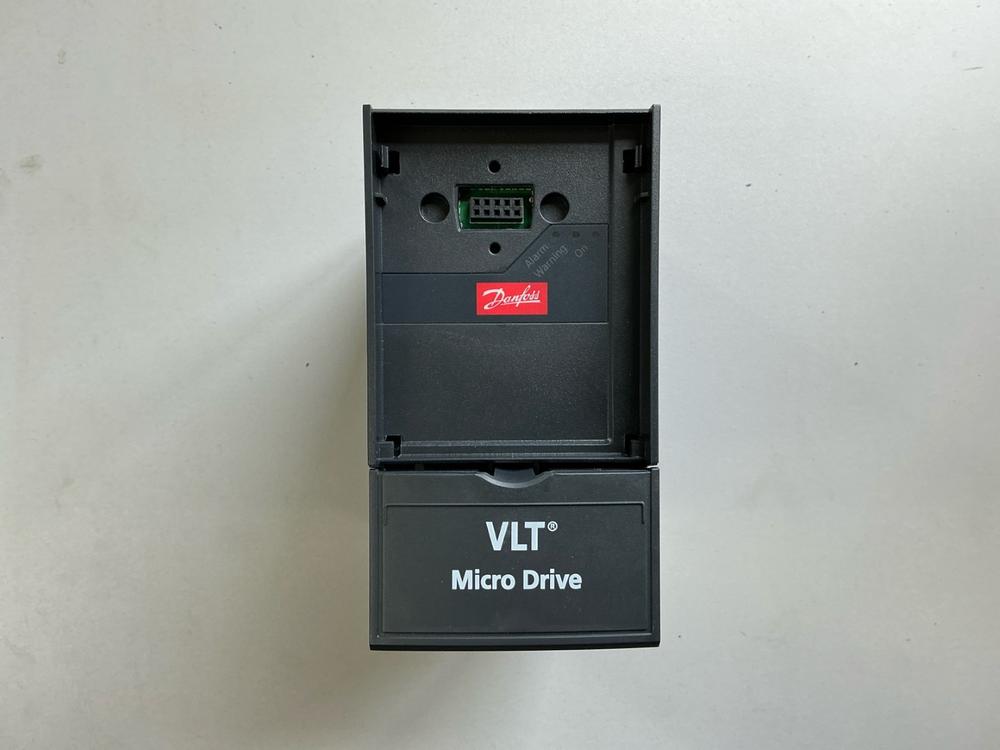 Alarm
Warning
On
Danfoss
VLT®
Micro Drive